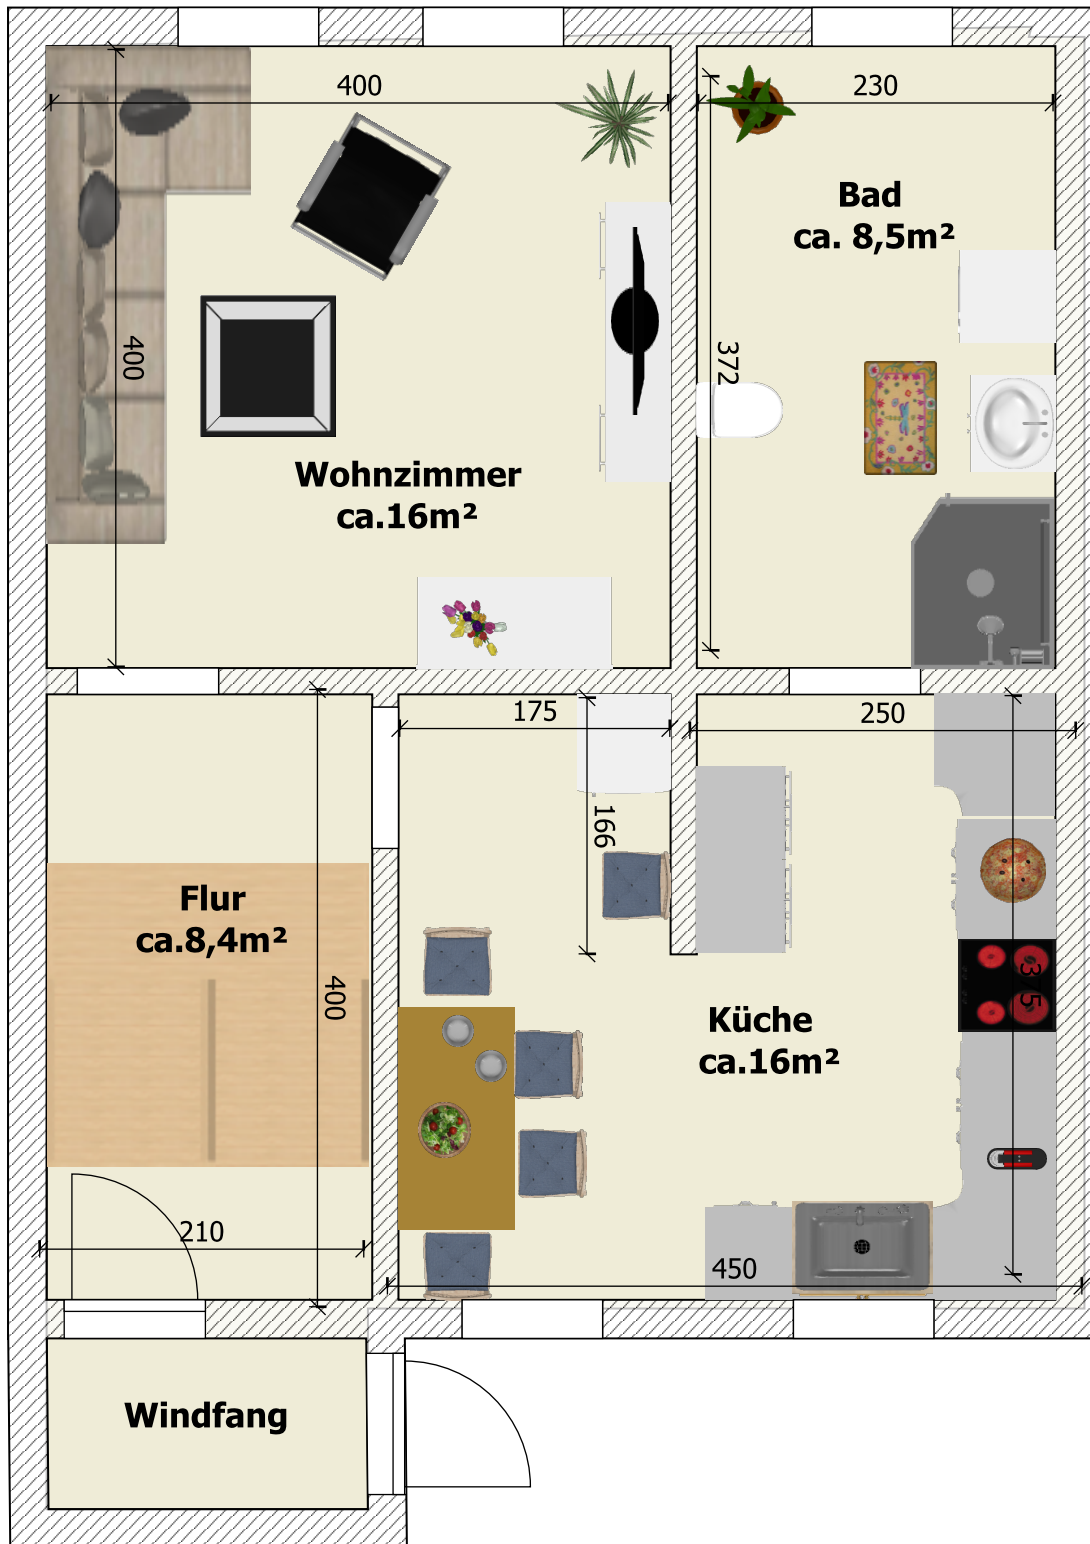 400
230
Bad
ca. 8,5m²
400
372
Wohnzimmer
ca.16m²
175
250
166
Flur
ca.8,4m²
400
375
Küche
ca.16m²
210
450
Windfang